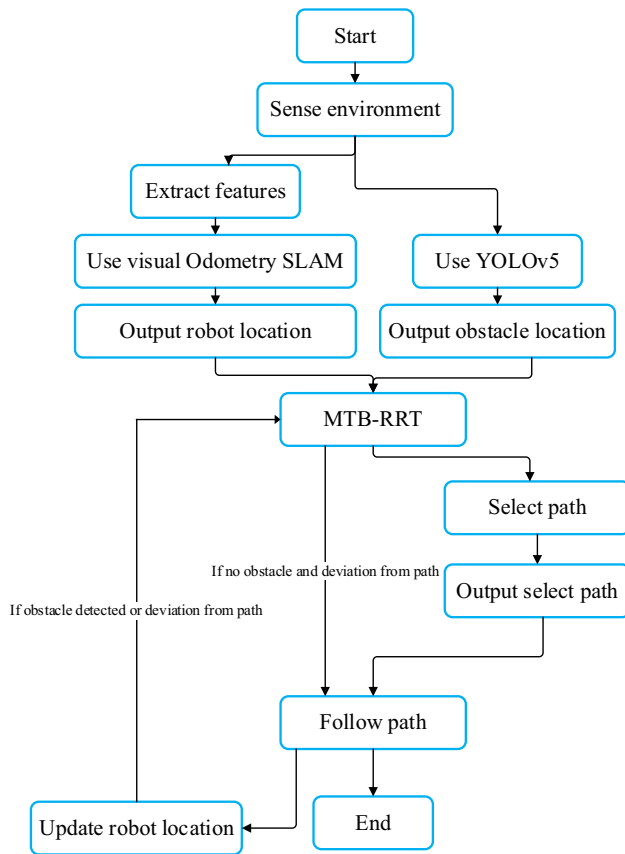 Start
Sense environment
Extract features
Use visual Odometry SLAM
Use YOLOv5
Output robot location
Output obstacle location
MTB-RRT
Select path
If no obstacle and deviation from path
Output select path
If obstacle detected or deviation from path
Follow path
Update robot location
End